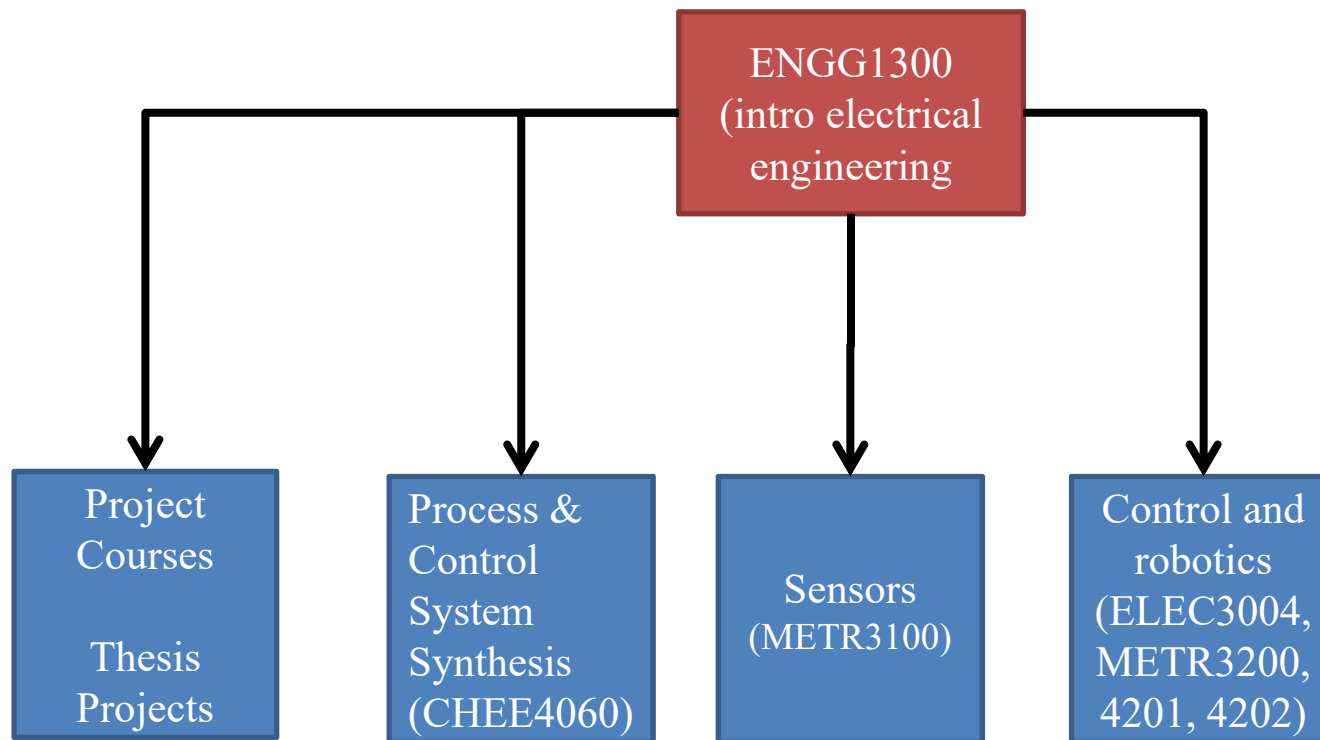 ENGG1300
(intro electrical
engineering
Project
Courses
Thesis
Projects
Process &
Control
System
Synthesis
(CHEE4060)
Sensors
(METR3100)
Control and
robotics
(ELEC3004,
METR3200,
4201, 4202)